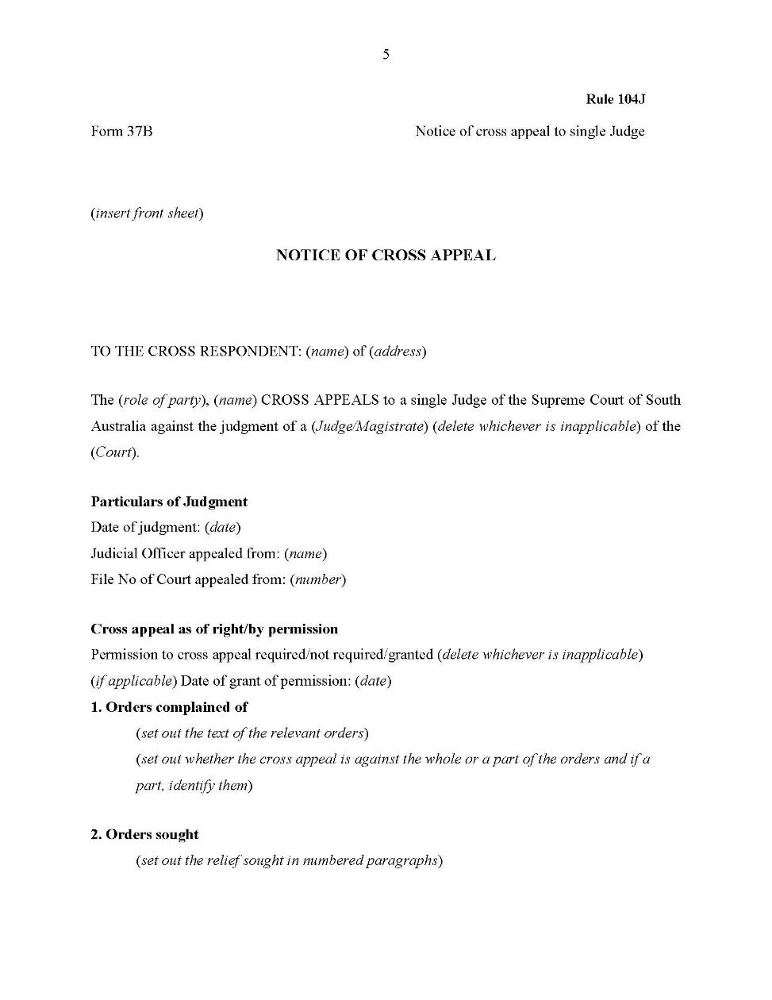 5
Rule 104J
Form 37B Notice of cross appeal to single Judge
(insert front sheet)
NOTICE OF CROSS APPEAL
TO THE CROSS RESPONDENT: (name) of (address)
The (role of party), (name) CROSS APPEALS to a single Judge of the Supreme Court of South
Australia against the judgment of a (Judge/Magistrate) (delete whichever is inapplicable) of the
(Court).
Particulars of Judgment
Date of judgment: (date)
Judicial Officer appealed from: (name)
File No of Court appealed from: (number)
Cross appeal as of right/by permission
Permission to cross appeal required/not required/granted (delete whichever is inapplicable)
(if applicable) Date of grant of permission: (date)
1. Orders complained of
(set out the text of the relevant orders)
(set out whether the cross appeal is against the whole or a part of the orders and if a
part, identify them)
2. Orders sought
(set out the relief sought in numbered paragraphs)